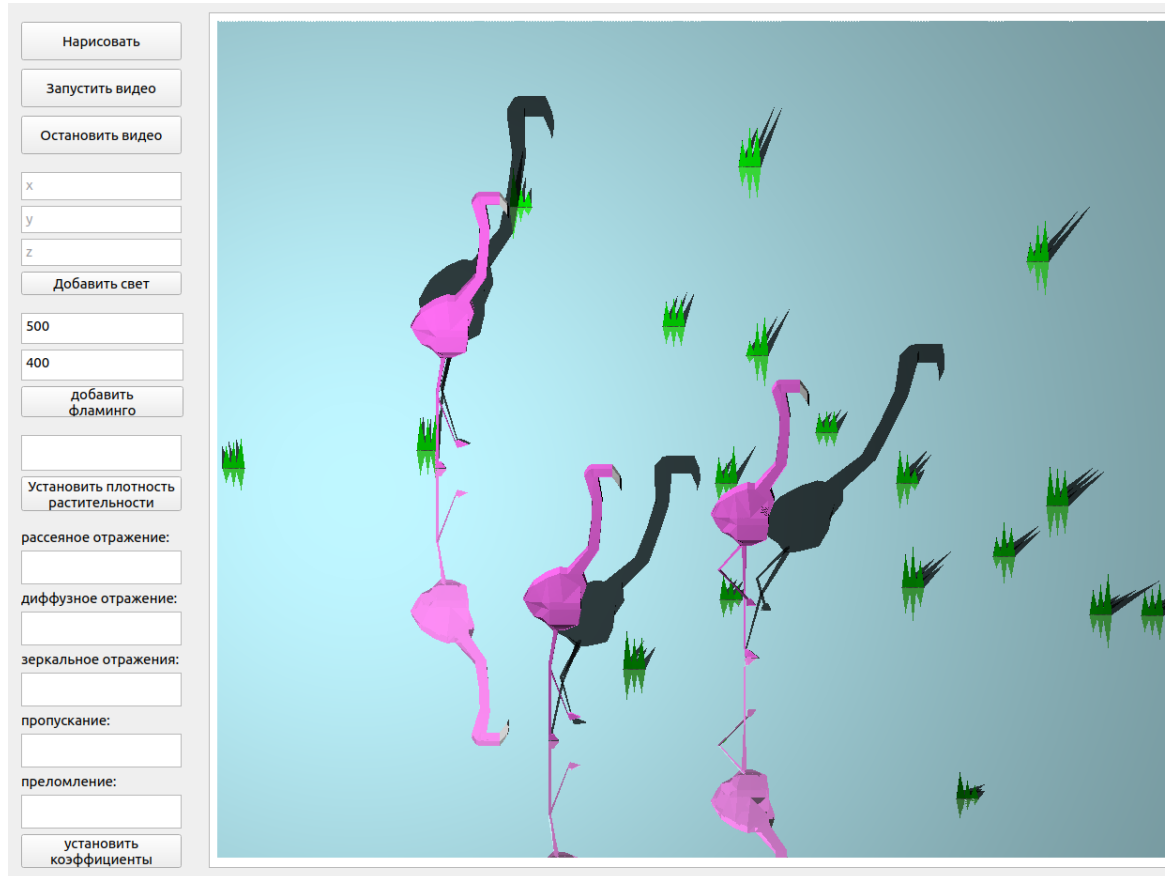 Нарисовать
Запустить видео
Остановить видео
x
y
z
Добавить свет
500
400
добавить
фламинго
Установить плотность
растительности
рассеяное отражение:
диффузное отражение:
зеркальное отражения:
пропускание:
преломление:
установить
коэффициенты